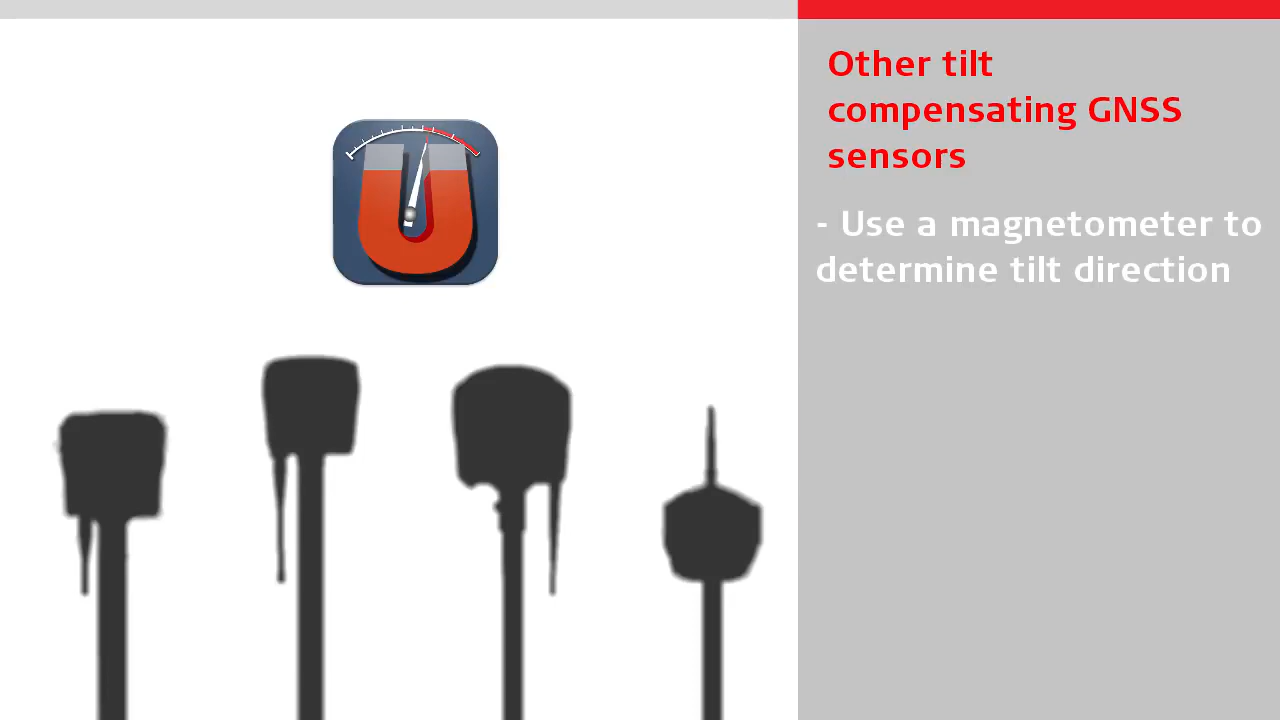 Other tilt
compensating GNSS
sensors
- Use a magnetometer to
determine tilt direction